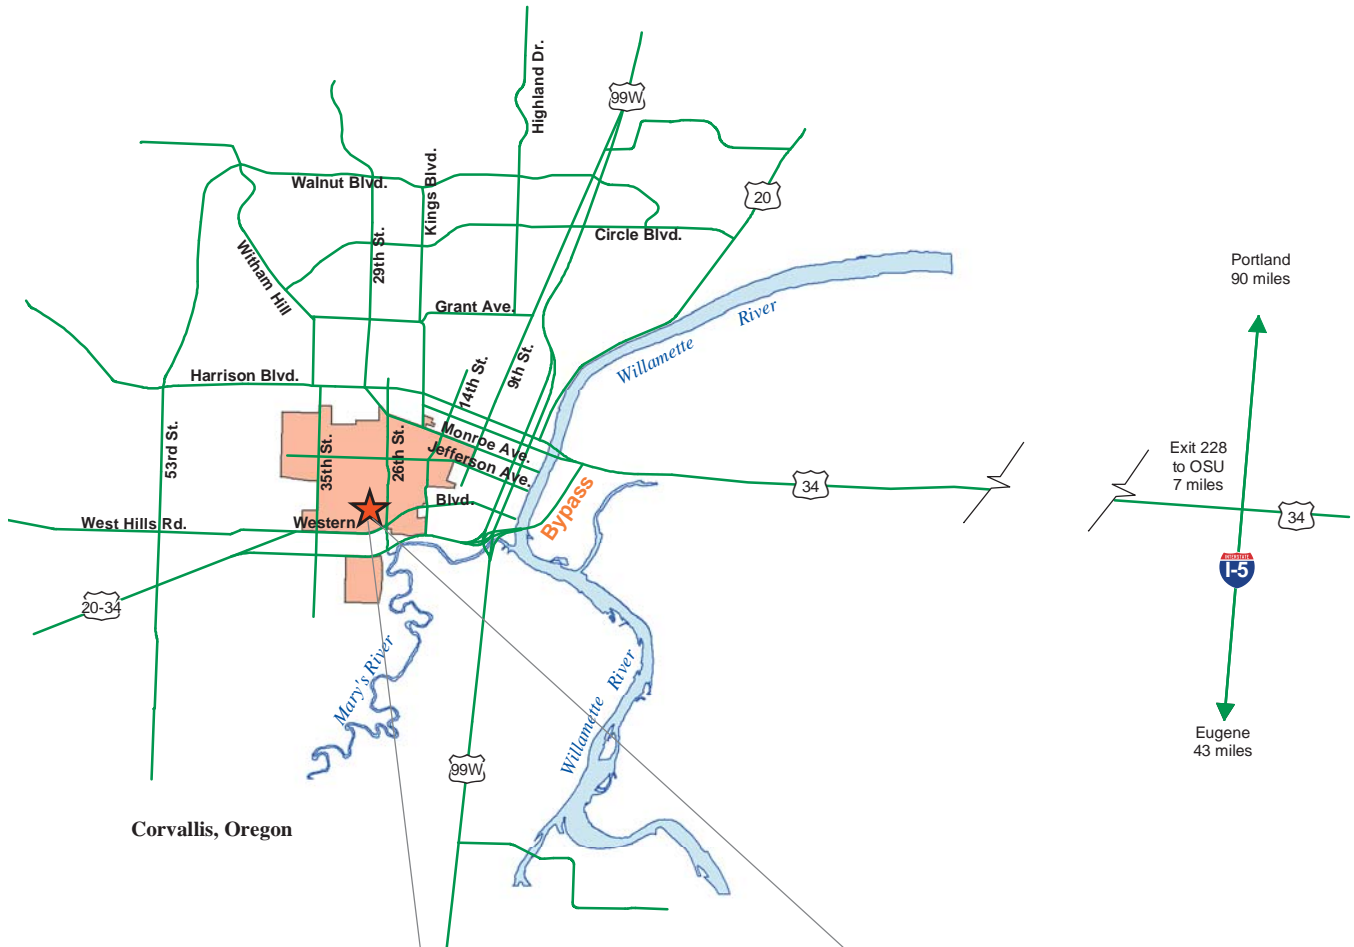 Highland Dr.
99W
Kings Blvd.
Walnut Blvd.
20
29th St.
Circle Blvd.
Witham Hill
Grant Ave.
Willamette River
14th St.
9th St.
Harrison Blvd.
53rd St.
35th St.
26th St.
Monroe Ave.
Jefferson Ave.
Blvd.
Bypass
34
West Hills Rd.
Western
20-34
Mary's River
Willamette River
99W
Corvallis, Oregon
Portland
90 miles
Exit 228
to OSU
7 miles
34
INTERSTATE
I-5
Eugene
43 miles